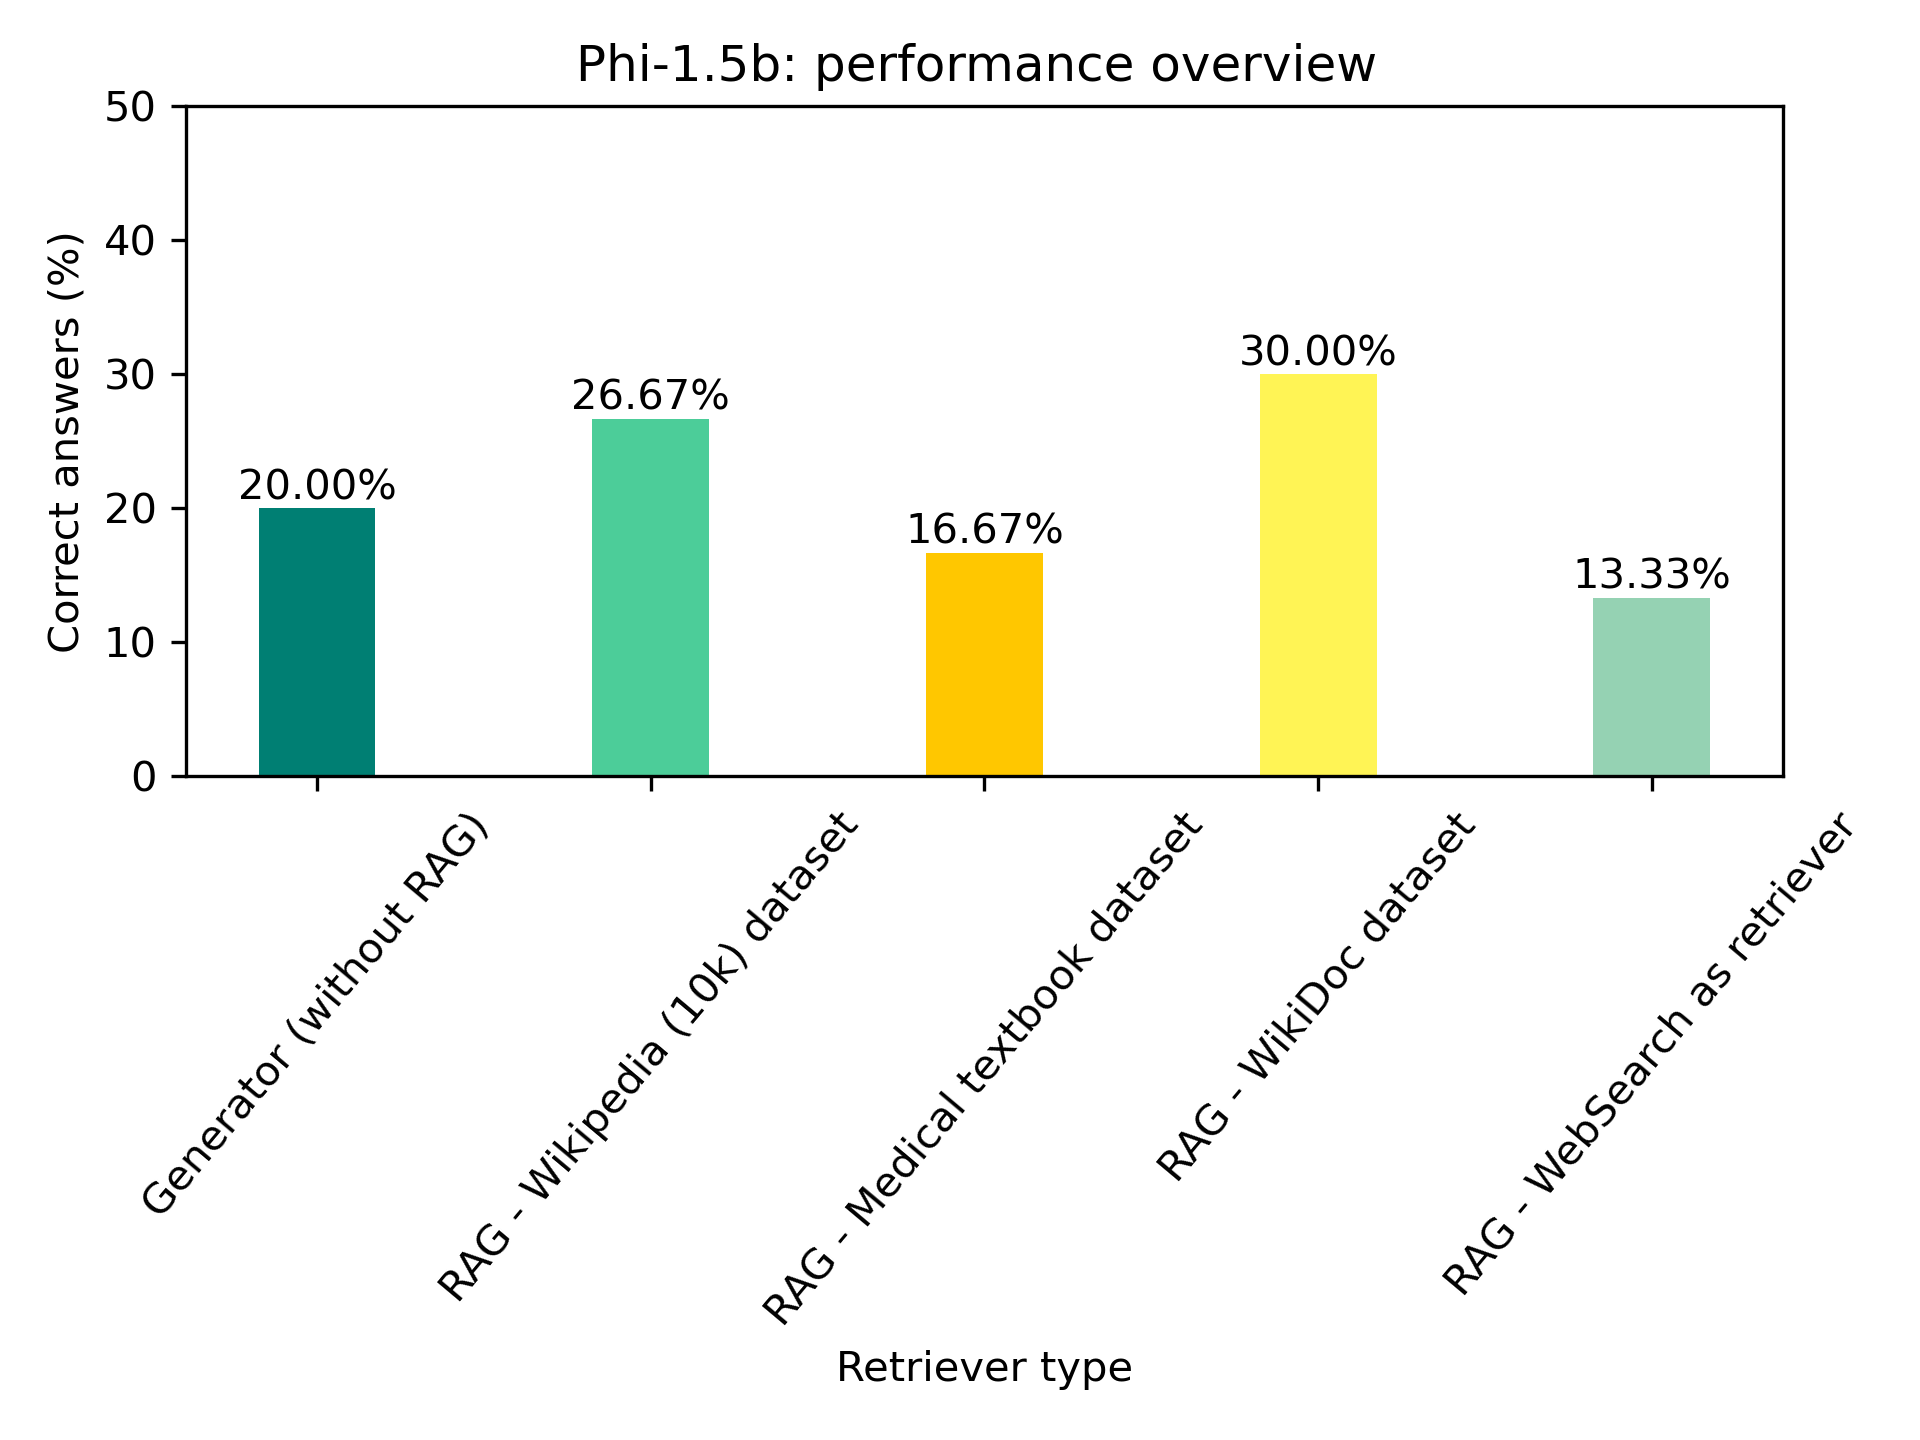 Phi-1.5b: performance overview
Correct answers (%)
50
40
30
20
10
0
20.00%
26.67%
16.67%
30.00%
13.33%
Generator (without RAG)
RAG - Wikipedia (10k) dataset
RAG - Medical textbook dataset
RAG - WikiDoc dataset
RAG - WebSearch as retriever
Retriever type